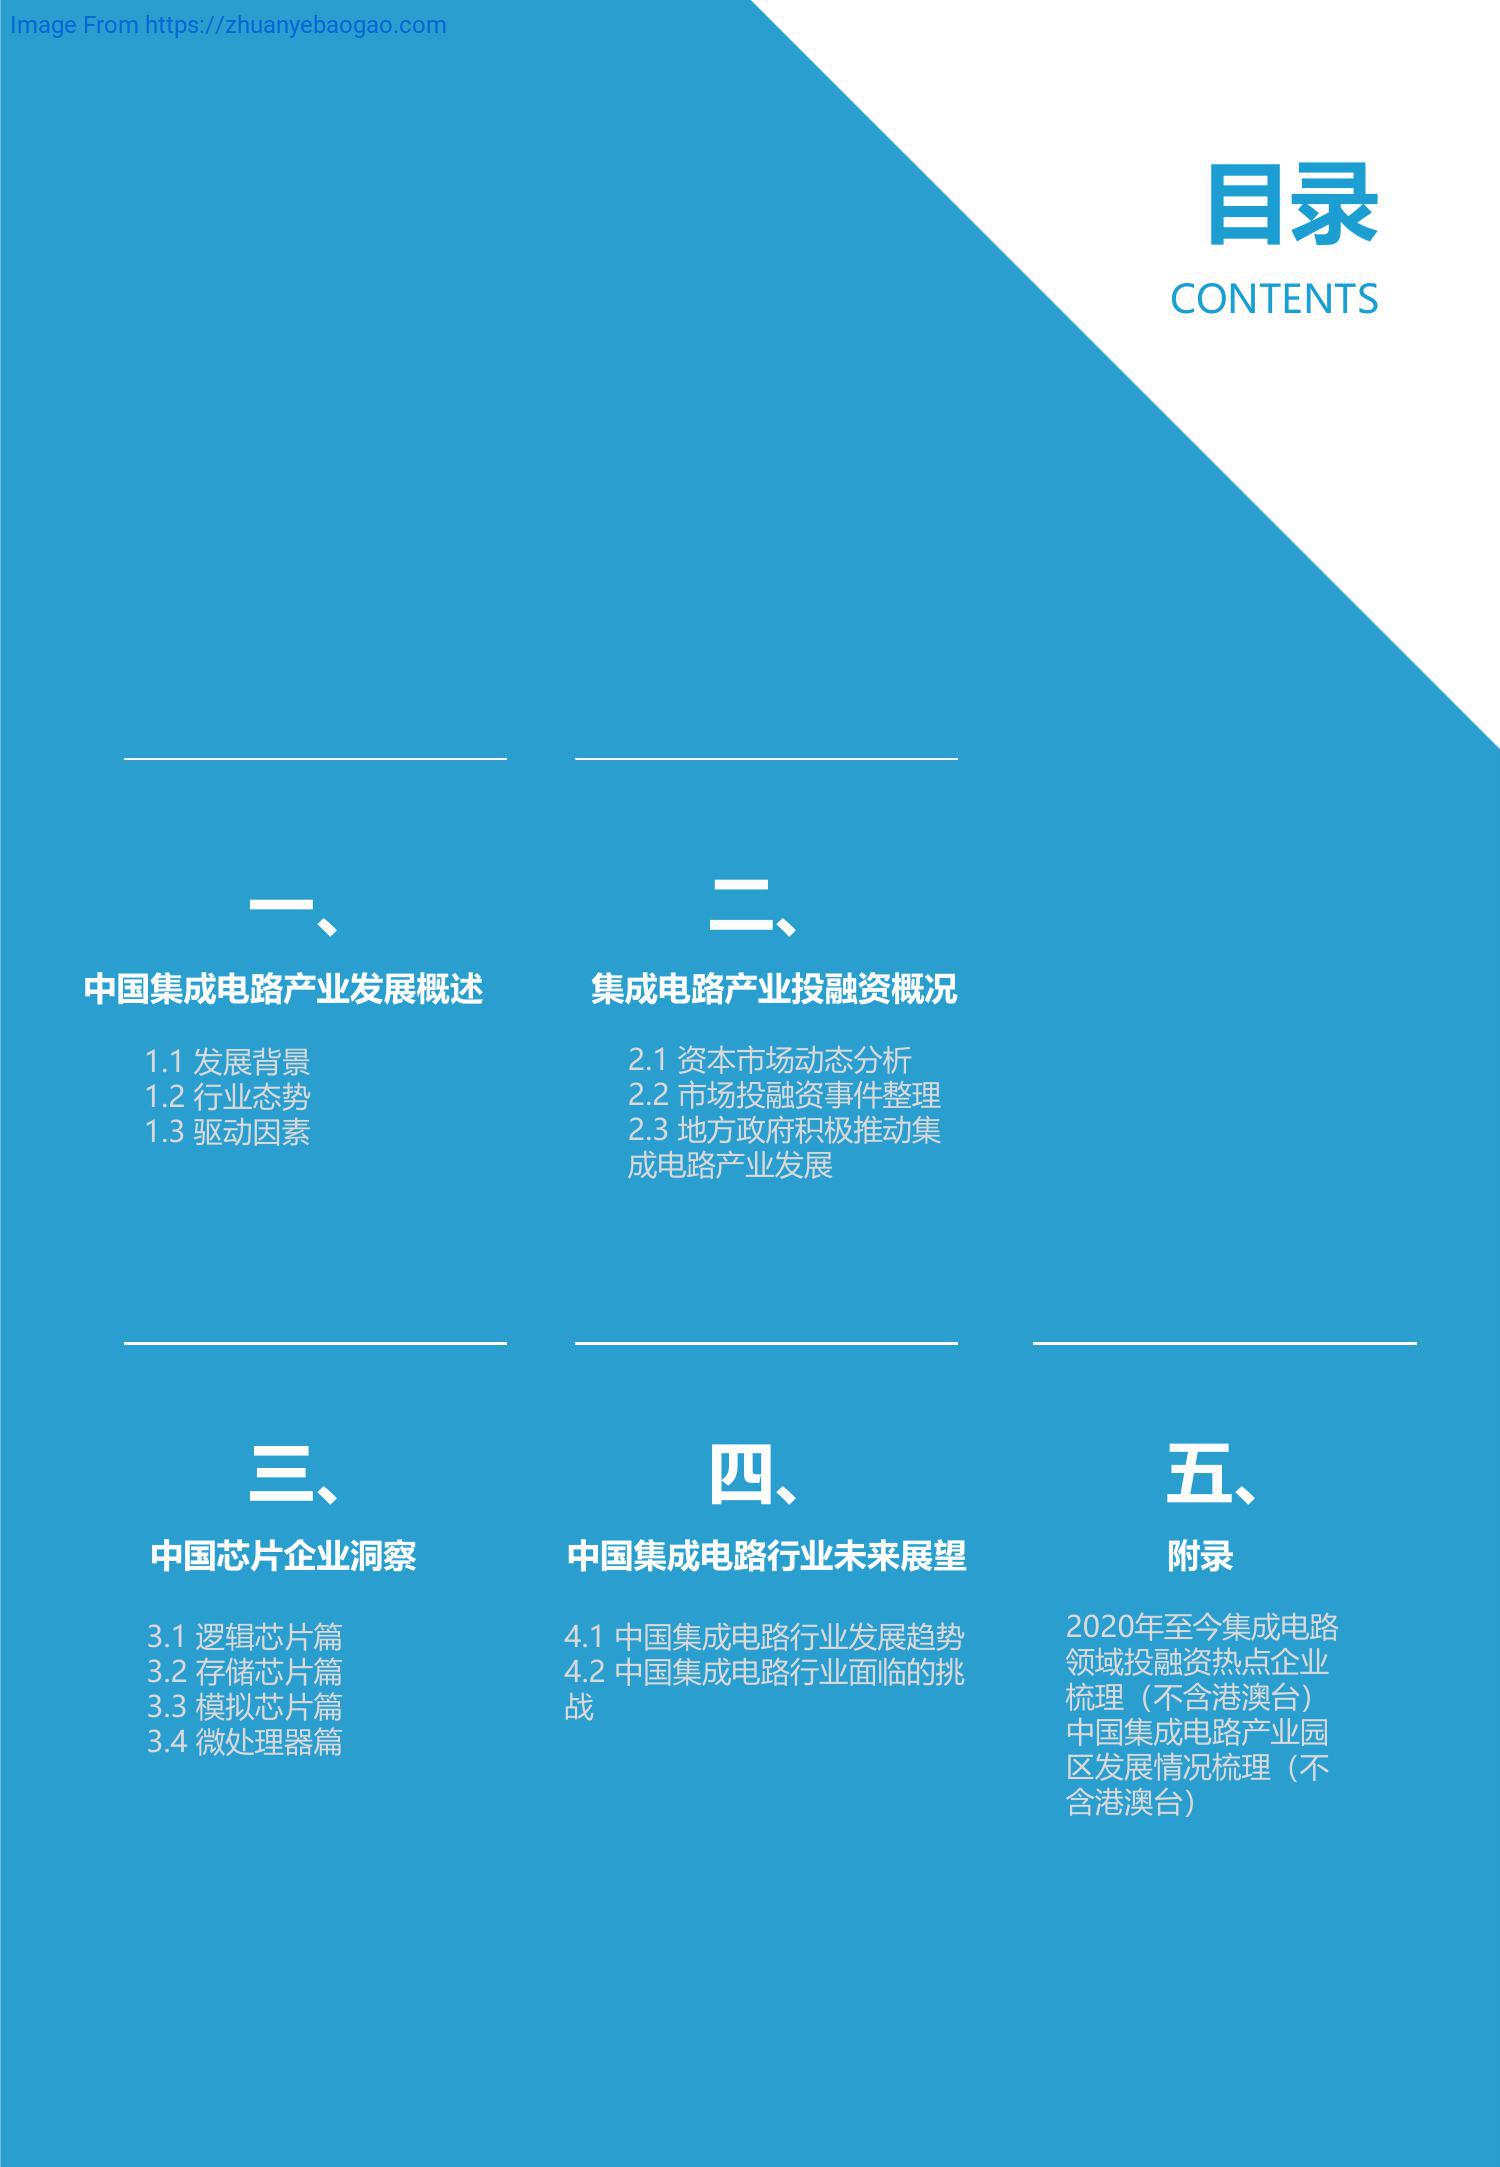 Image From https://zhuanyebaogao.com
目录
CONTENTS
一、
中国集成电路产业发展概述
1.1 发展背景
1.2 行业态势
1.3 驱动因素
二、
集成电路产业投融资概况
2.1 资本市场动态分析
2.2 市场投融资事件整理
2.3 地方政府积极推动集
成电路产业发展
三、
中国芯片企业洞察
3.1 逻辑芯片篇
3.2 存储芯片篇
3.3 模拟芯片篇
3.4 微处理器篇
四、
中国集成电路行业未来展望
4.1 中国集成电路行业发展趋势
4.2 中国集成电路行业面临的挑
战
五、
附录
2020年至今集成电路
领域投融资热点企业
梳理（不含港澳台）
中国集成电路产业园
区发展情况梳理（不
含港澳台）